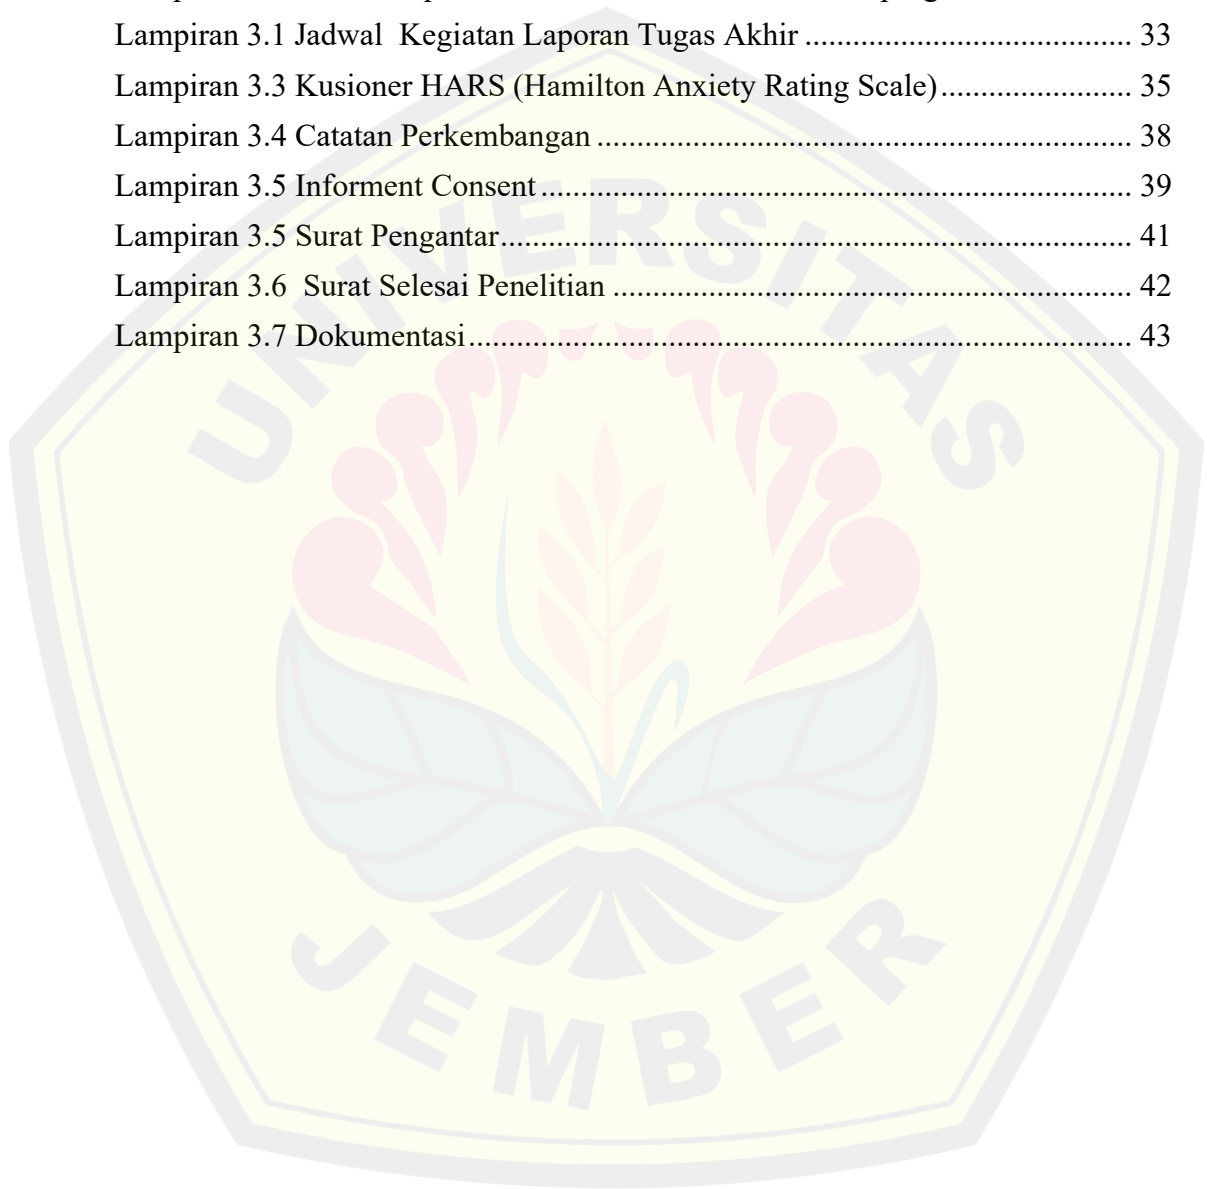 Lampiran 3.1 Jadwal  Kegiatan Laporan Tugas Akhir ......................................... 33
Lampiran 3.3 Kusioner HARS (Hamilton Anxiety Rating Scale)........................ 35
Lampiran 3.4 Catatan Perkembangan ................................................................... 38
Lampiran 3.5 Informent Consent .......................................................................... 39
Lampiran 3.5 Surat Pengantar............................................................................... 41
Lampiran 3.6  Surat Selesai Penelitian ................................................................. 42
Lampiran 3.7 Dokumentasi................................................................................... 43
UNIVERSITAS
JEMBER